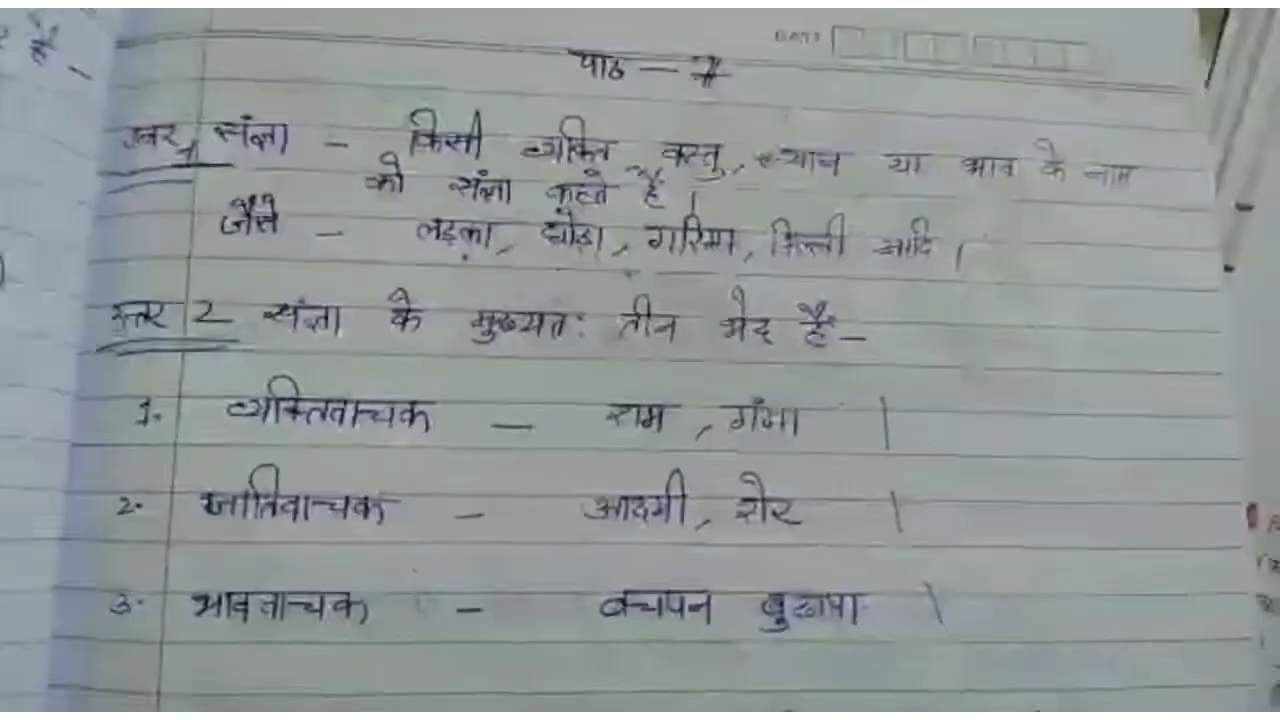 है -
DATE
पाठ - 7
उत्तर 1 संज्ञा - किसी व्यक्ति, वस्तु, स्थान या भाव के नाम
को संज्ञा कहते हैं ।
जैसे - लड़का, घोड़ा, गरिमा, दिल्ली आदि ।
उत्तर 2 संज्ञा के मुख्यत: तीन भेद हैं -
1. व्यक्तिवाचक - राम, गंगा ।
2. जातिवाचक - आदमी, शेर ।
3. भाववाचक - बचपन बुढ़ापा ।